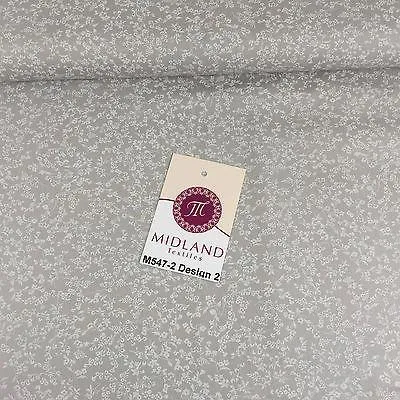 M
MIDLAND
textiles
M547-2 Design 2